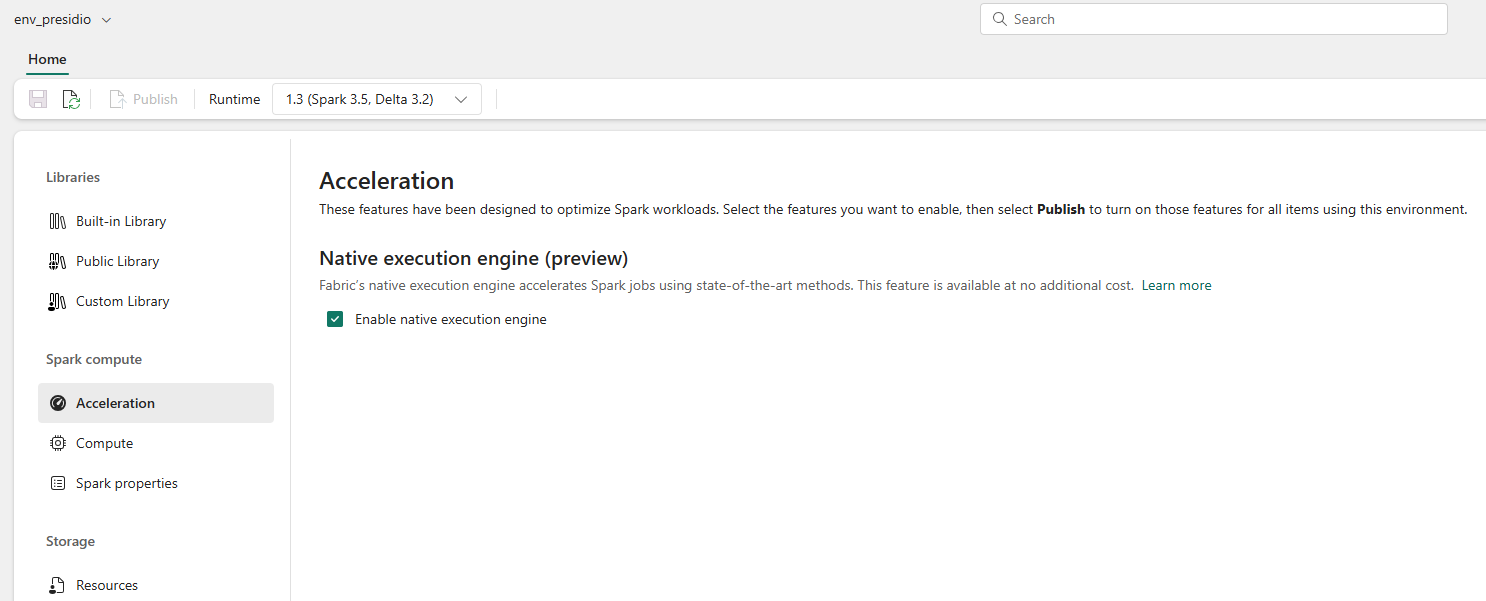 env_presidio
Search
Home
Publish
Runtime
1.3 (Spark 3.5, Delta 3.2)
Libraries
Built-in Library
Public Library
Custom Library
Spark compute
Acceleration
Compute
Spark properties
Storage
Resources
Acceleration
These features have been designed to optimize Spark workloads. Select the features you want to enable, then select Publish to turn on those features for all items using this environment.
Native execution engine (preview)
Fabric's native execution engine accelerates Spark jobs using state-of-the-art methods. This feature is available at no additional cost. Learn more
Enable native execution engine